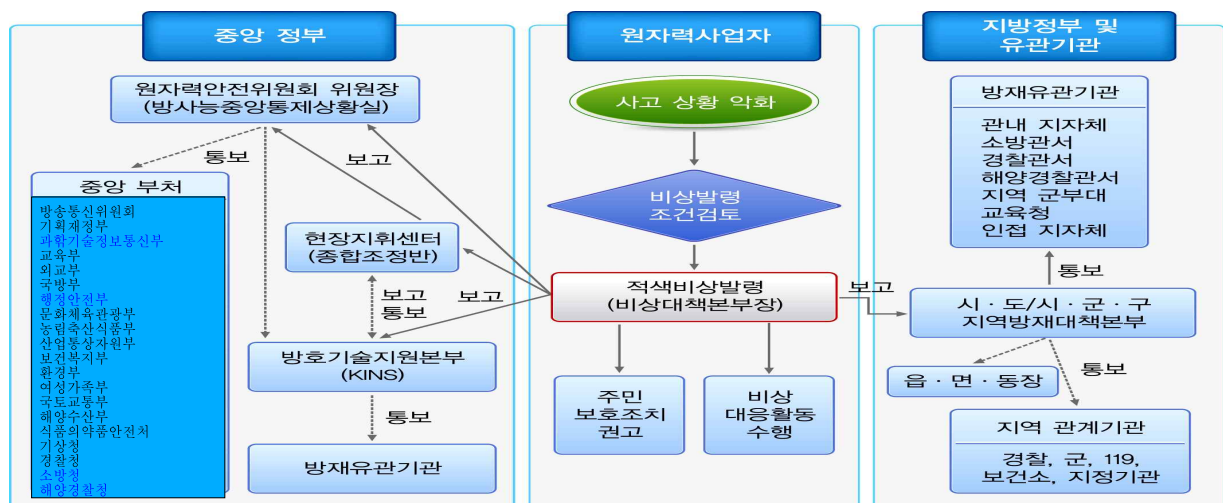 중앙 정부
원자력안전위원회 위원장
(방사능중앙통제상황실)
통보
보고
중앙 부처
방송통신위원회
기획재정부
과학기술정보통신부
교육부
외교부
국방부
행정안전부
문화체육관광부
농림축산식품부
산업통상자원부
보건복지부
환경부
여성가족부
국토교통부
해양수산부
식품의약품안전처
기상청
경찰청
소방청
해양경찰청
현장지휘센터
(종합조정반)
보고
통보
보고
방호기술지원본부
(KINS)
통보
방재유관기관
원자력사업자
사고 상황 악화
비상발령
조건검토
적색비상발령
(비상대책본부장)
주민
보호조치
권고
비상
대응활동
수행
보고
지방정부 및
유관기관
방재유관기관
관내 지자체
소방관서
경찰관서
해양경찰관서
지역 군부대
교육청
인접 지자체
통보
시 · 도/시 · 군 · 구
지역방재대책본부
통보
읍 · 면 · 동장
지역 관계기관
경찰, 군, 119,
보건소, 지정기관